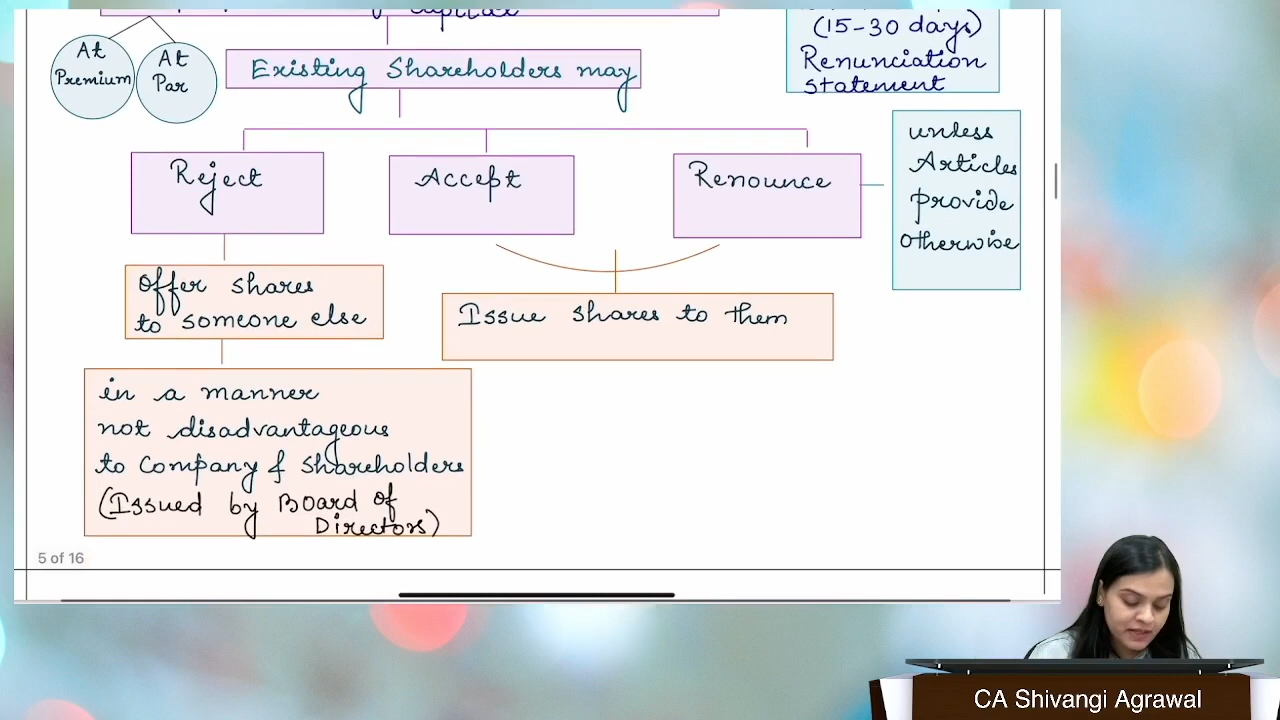 capital
(15-30 days)
Renunciation
statement
At
Premium
At
Par
Existing Shareholders may
unless
Articles
provide
otherwise
Reject
Accept
Renounce
offer shares
to someone else
Issue shares to them
in a manner
not disadvantageous
to Company & Shareholders
(Issued by Board of
Directors)
5 of 16
CA Shivangi Agrawal